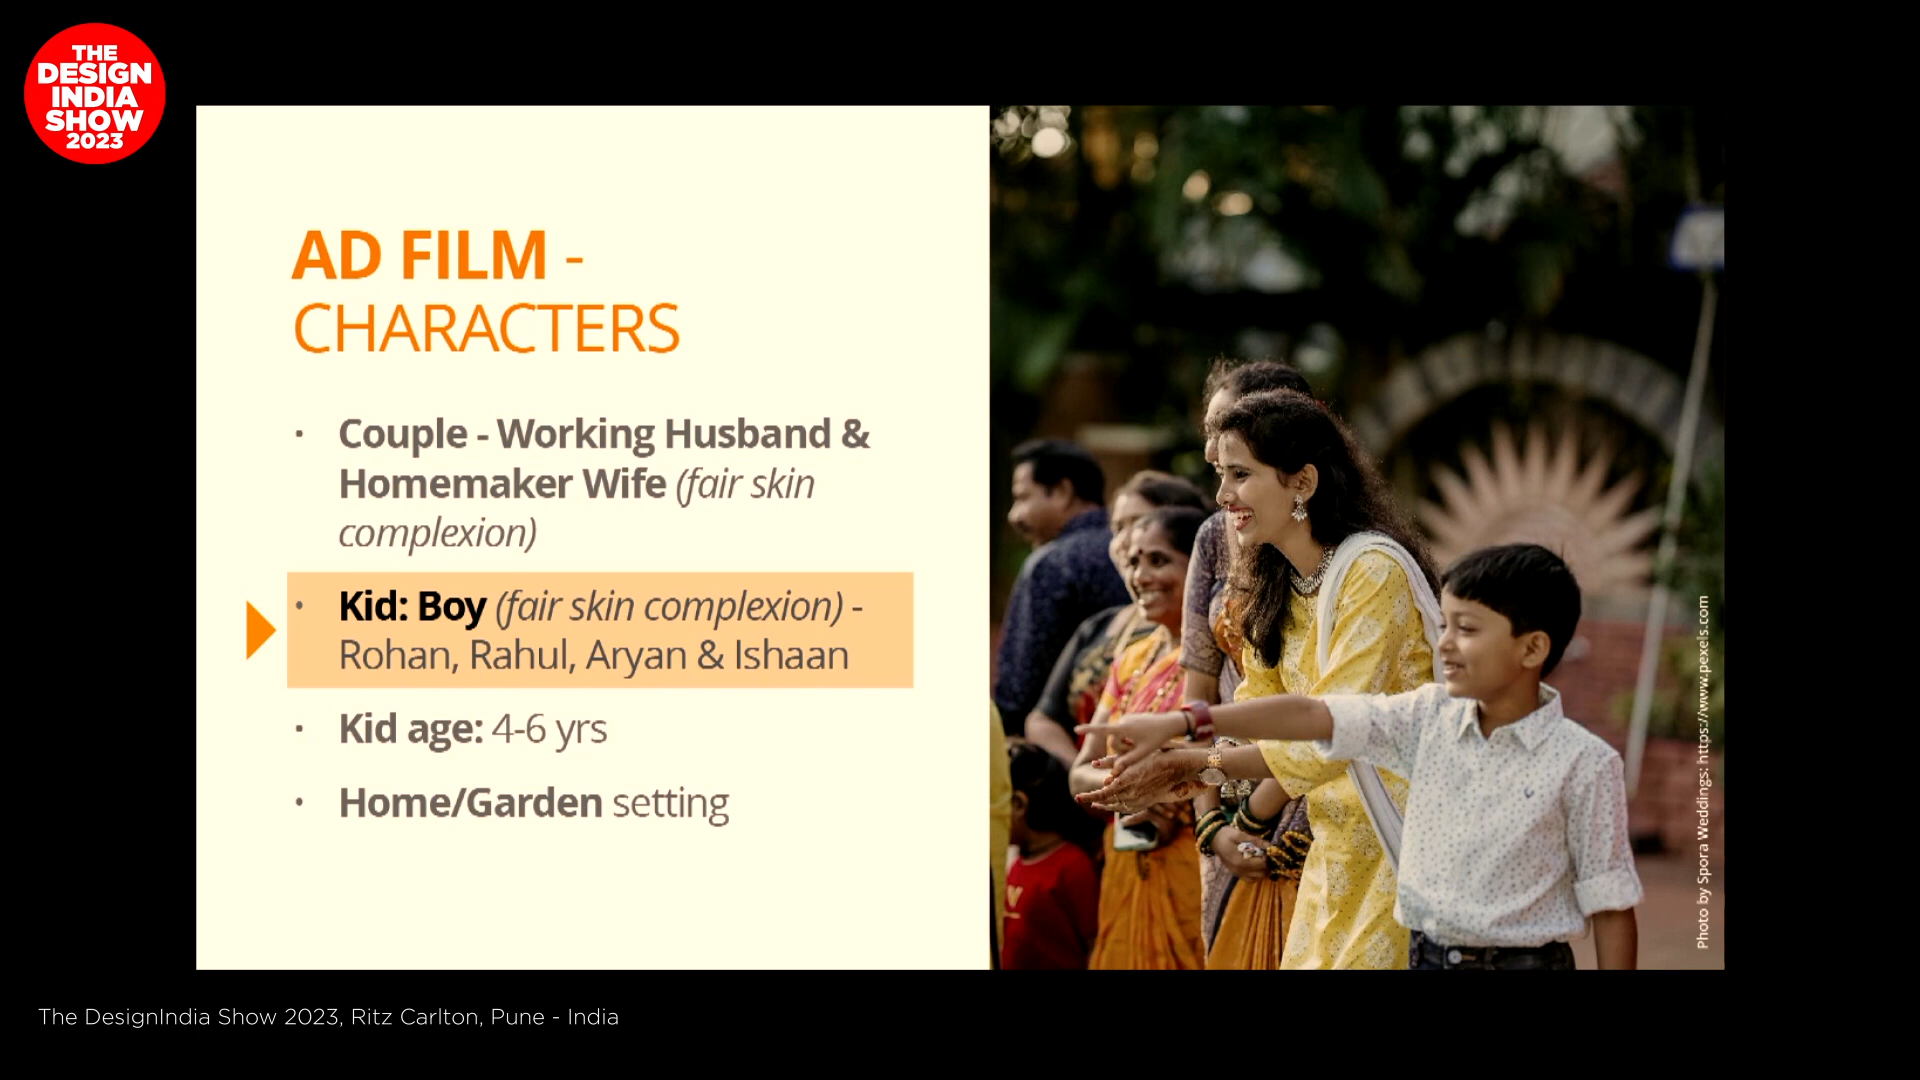 THE
DESIGN
INDIA
SHOW
2023
AD FILM -
CHARACTERS
• Couple - Working Husband &
Homemaker Wife (fair skin
complexion)
• Kid: Boy (fair skin complexion) -
Rohan, Rahul, Aryan & Ishaan
• Kid age: 4-6 yrs
• Home/Garden setting
Photo by Spora Weddings: https://www.pexels.com
The DesignIndia Show 2023, Ritz Carlton, Pune - India